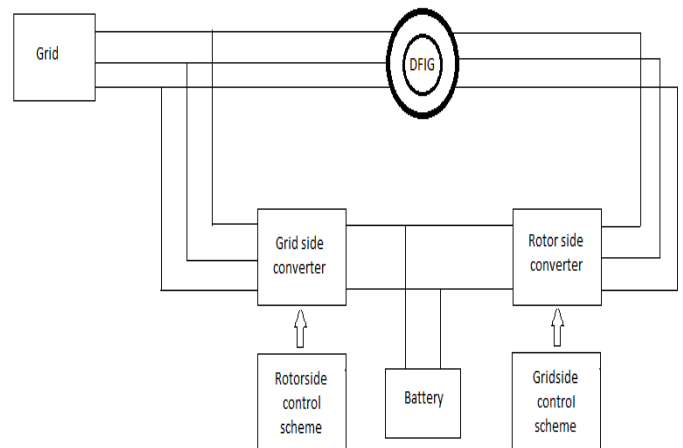 Grid
DFIG
Grid side
converter
Rotor side
converter
Rotorside
control
scheme
Battery
Gridside
control
scheme